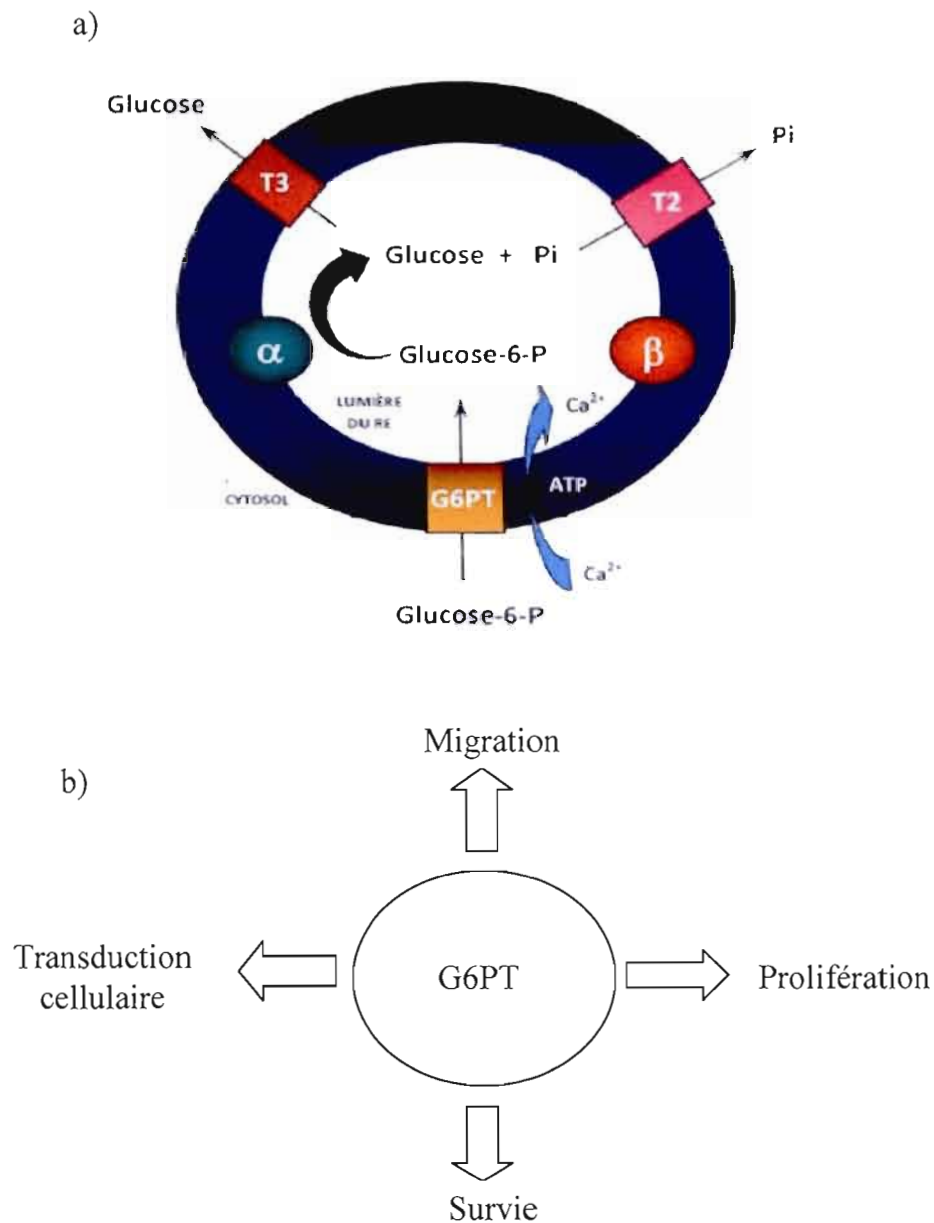 a)
Glucose
Pi
T3
T2
Glucose + Pi
α
β
Glucose-6-P
LUMIÈRE
DU RE
Ca²⁺
CYTOSOL
G6PT
ATP
Ca²⁺
Glucose-6-P
Migration
b)
Transduction
cellulaire
G6PT
Prolifération
Survie